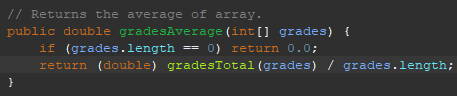 // Returns the average of array.
public double gradesAverage(int[] grades) {
    if (grades.length == 0) return 0.0;
    return (double) gradesTotal(grades) / grades.length;
}